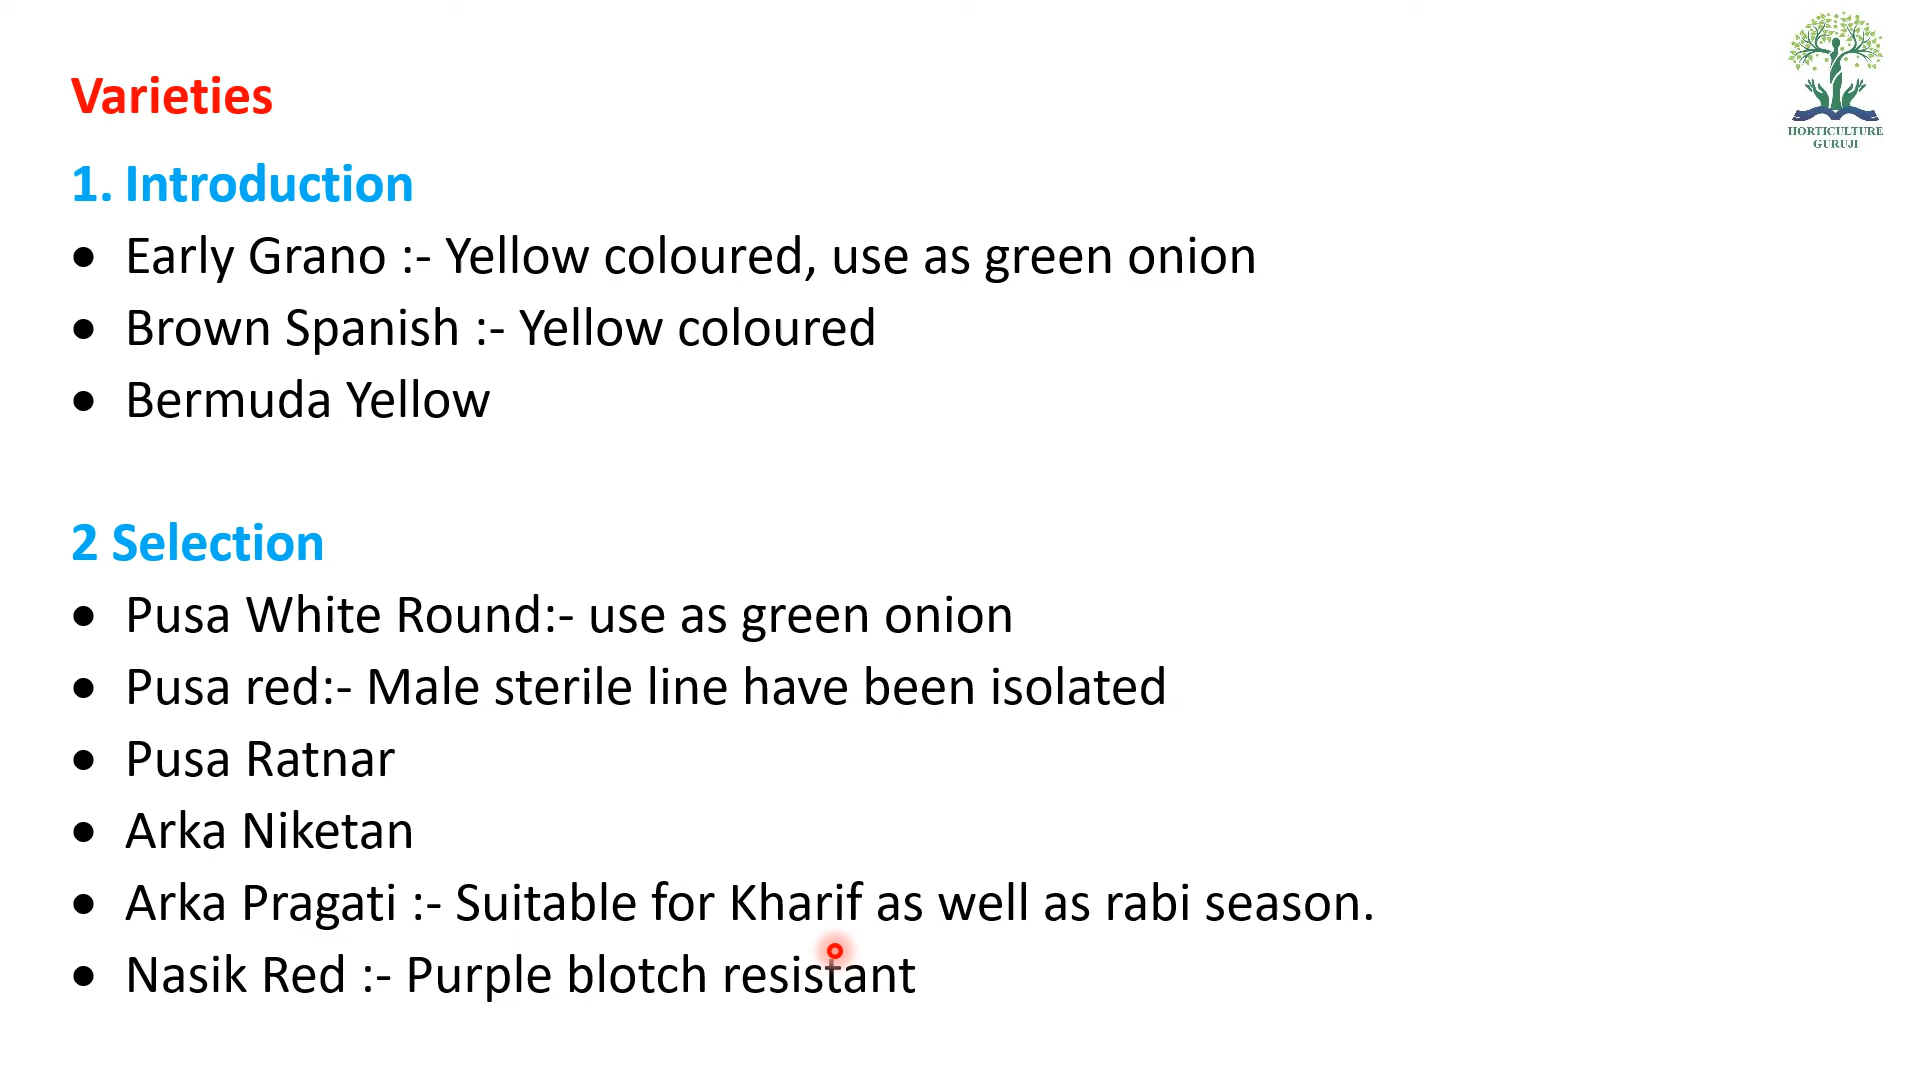 Varieties
HORTICULTURE
GURUJI
1. Introduction
• Early Grano :- Yellow coloured, use as green onion
• Brown Spanish :- Yellow coloured
• Bermuda Yellow
2 Selection
• Pusa White Round:- use as green onion
• Pusa red:- Male sterile line have been isolated
• Pusa Ratnar
• Arka Niketan
• Arka Pragati :- Suitable for Kharif as well as rabi season.
• Nasik Red :- Purple blotch resistant